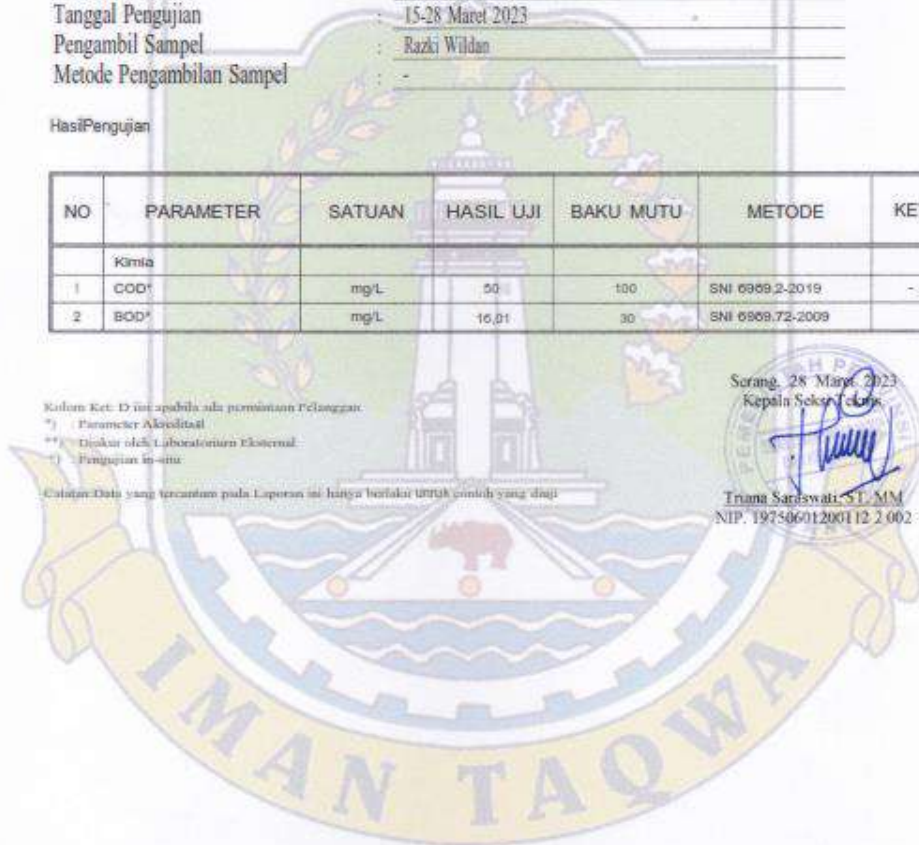 Tanggal Pengujian : 15-28 Maret 2023
Pengambil Sampel : Razki Wildan
Metode Pengambilan Sampel : -
HasilPengujian
NO PARAMETER SATUAN HASIL UJI BAKU MUTU METODE KE
Kimia
1 COD* mg/L 50 100 SNI 6989.2-2019 -
2 BOD* mg/L 16,01 30 SNI 6989.72-2009
Serang, 28 Maret 2023
Kepala Seksi Teknis
Kolom Ket: D isi apabila ada permintaan Pelanggan
*) : Parameter Akreditasi
**) : Diukur oleh Laboratorium Eksternal
*) : Pengujian in-situ
Catatan Data yang tercantum pada Laporan ini hanya berlaku untuk contoh yang diuji
Truana Saraswati, ST. MM
NIP. 19750601200112 2 002
IMAN TAQWA